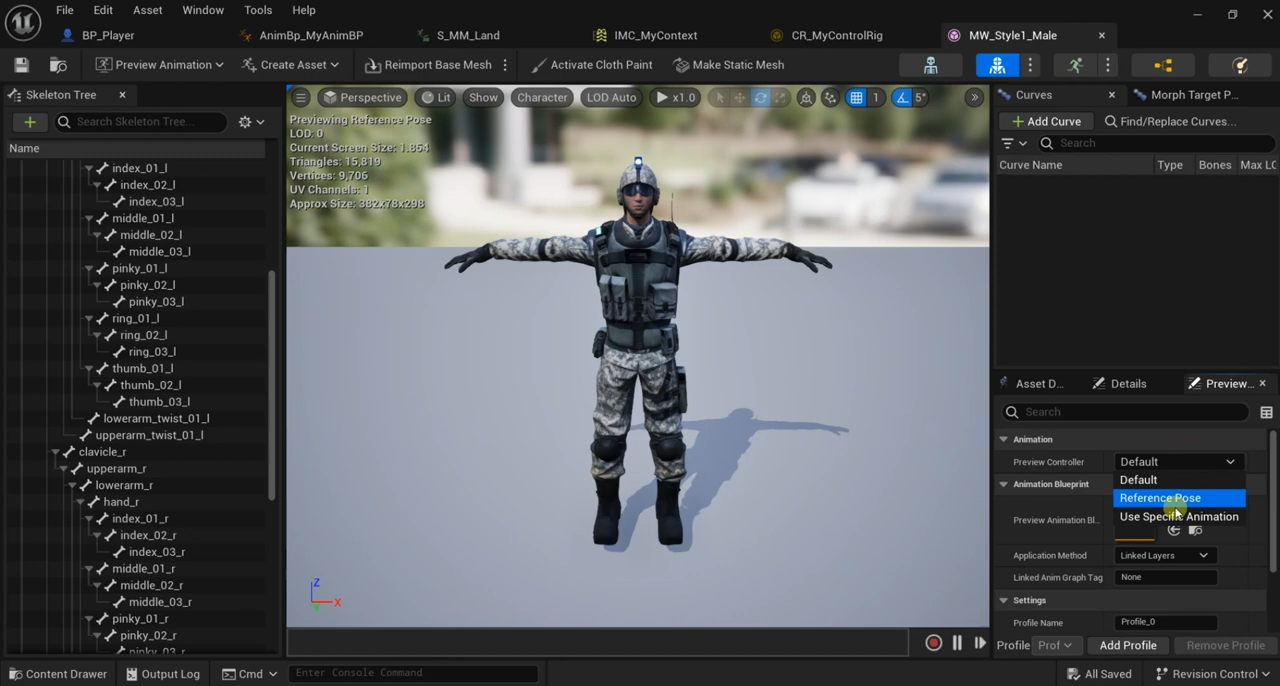 File Edit Asset Window Tools Help
BP_Player AnimBp_MyAnimBP S_MM_Land IMC_MyContext CR_MyControlRig MW_Style1_Male
Preview Animation Create Asset Reimport Base Mesh Activate Cloth Paint Make Static Mesh
Skeleton Tree
Search Skeleton Tree...
Name
index_01_l
index_02_l
index_03_l
middle_01_l
middle_02_l
middle_03_l
pinky_01_l
pinky_02_l
pinky_03_l
ring_01_l
ring_02_l
ring_03_l
thumb_01_l
thumb_02_l
thumb_03_l
lowerarm_twist_01_l
upperarm_twist_01_l
clavicle_r
upperarm_r
lowerarm_r
hand_r
index_01_r
index_02_r
index_03_r
middle_01_r
middle_02_r
middle_03_r
pinky_01_r
pinky_02_r
pinky_03_r
Perspective Lit Show Character LOD Auto x1.0 1 5°
Previewing Reference Pose
LOD: 0
Current Screen Size: 1.854
Triangles: 15,819
Vertices: 9,706
UV Channels: 1
Approx Size: 382x78x298
Z
X
Y
Curves Morph Target P...
Add Curve Find/Replace Curves...
Search
Curve Name Type Bones Max LO
Asset D... Details Preview...
Search
Animation
Preview Controller Default
Default
Reference Pose
Use Specific Animation
Animation Blueprint
Preview Animation Bl...
Application Method Linked Layers
Linked Anim Graph Tag None
Settings
Profile Name Profile_0
Profile Prof Add Profile Remove Profile
Content Drawer Output Log Cmd Enter Console Command All Saved Revision Control